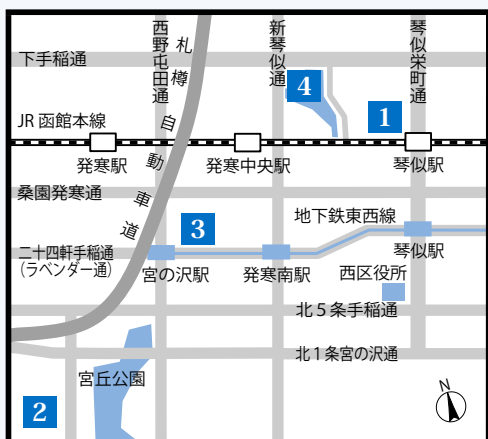 西野屯田通
札樽自動車道
新琴似通
琴似栄町通
下手稲通
4
1
JR函館本線
発寒駅
発寒中央駅
琴似駅
桑園発寒通
地下鉄東西線
3
二十四軒手稲通
(ラベンダー通)
宮の沢駅
発寒南駅
琴似駅
西区役所
北5条手稲通
北1条宮の沢通
宮丘公園
2
N